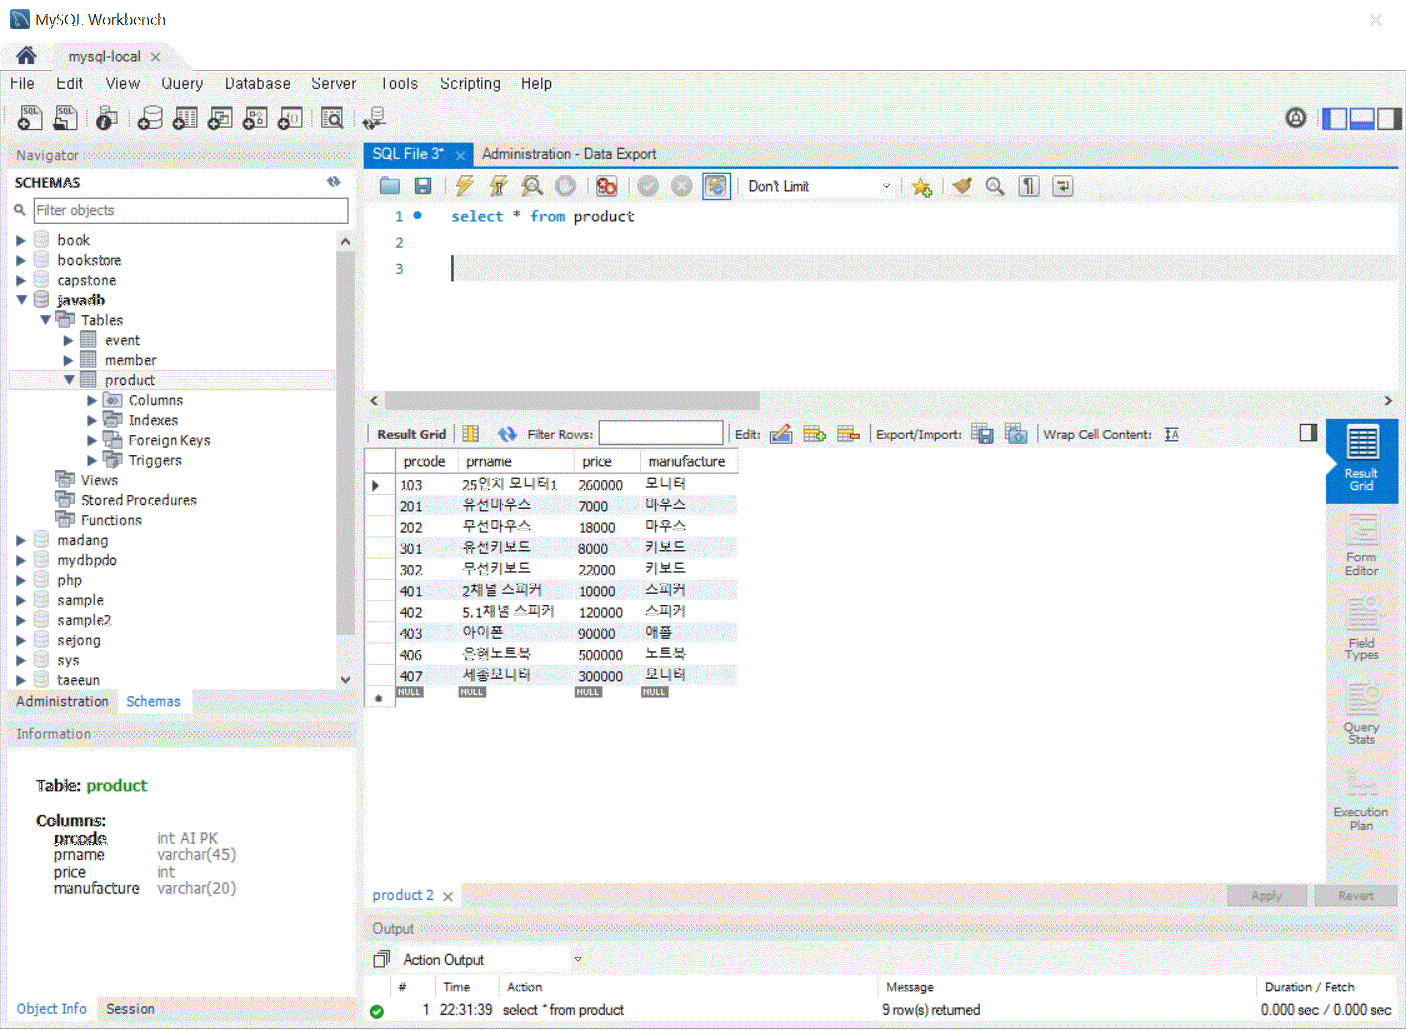 MySQL Workbench
mysql-local
File Edit View Query Database Server Tools Scripting Help
Navigator
SCHEMAS
Filter objects
book
bookstore
capstone
javadb
Tables
event
member
product
Columns
Indexes
Foreign Keys
Triggers
Views
Stored Procedures
Functions
madang
mydbpdo
php
sample
sample2
sejong
sys
taeeun
Administration Schemas
Information
Table: product
Columns:
prcode int AI PK
prname varchar(45)
price int
manufacture varchar(20)
Object Info Session
SQL File 3* Administration - Data Export
Don't Limit
1 select * from product
2
3
Result Grid Filter Rows: Edit: Export/Import: Wrap Cell Content:
prcode prname price manufacture
103 25인치 모니터1 260000 모니터
201 유선마우스 7000 마우스
202 무선마우스 18000 마우스
301 유선키보드 8000 키보드
302 무선키보드 22000 키보드
401 2채널 스피커 10000 스피커
402 5.1채널 스피커 120000 스피커
403 아이폰 90000 애플
406 은형노트북 500000 노트북
407 세종모니터 300000 모니터
NULL NULL NULL NULL
Result
Grid
Form
Editor
Field
Types
Query
Stats
Execution
Plan
product 2 Apply Revert
Output
Action Output
# Time Action Message Duration / Fetch
1 22:31:39 select * from product 9 row(s) returned 0.000 sec / 0.000 sec